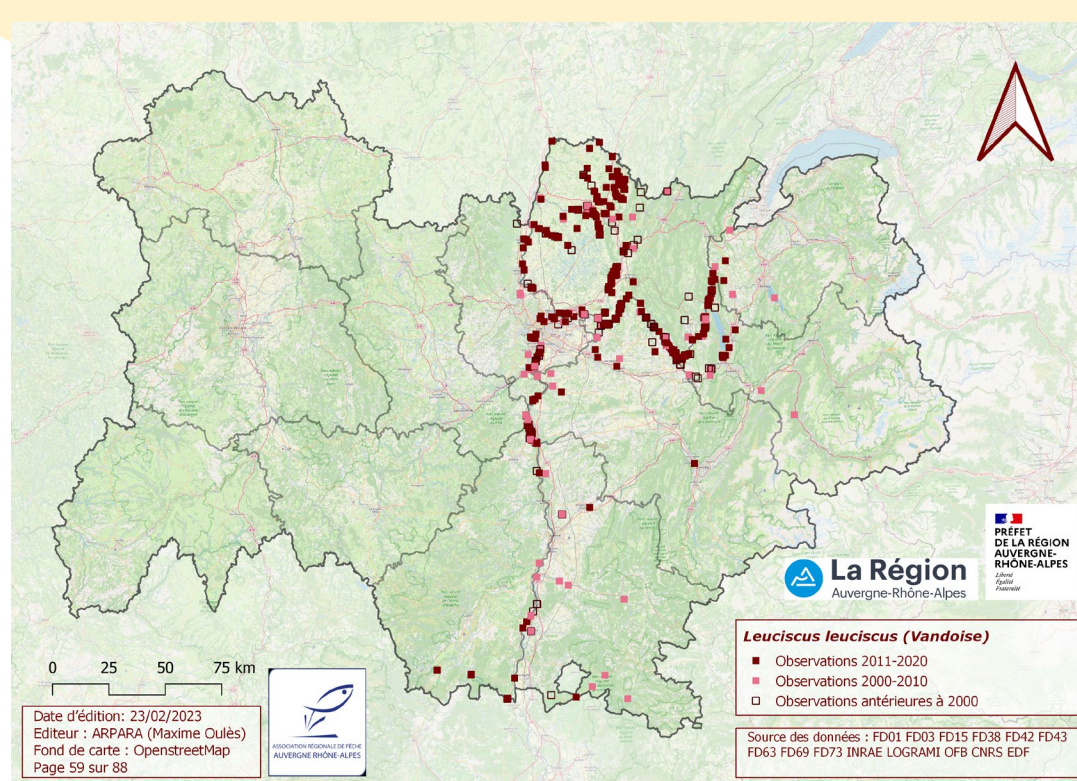 PRÉFET
DE LA RÉGION
AUVERGNE-
RHÔNE-ALPES
Liberté
Égalité
Fraternité
La Région
Auvergne-Rhône-Alpes
Leuciscus leuciscus (Vandoise)
Observations 2011-2020
Observations 2000-2010
Observations antérieures à 2000
0 25 50 75 km
Date d'édition: 23/02/2023
Editeur : ARPARA (Maxime Oulès)
Fond de carte : OpenstreetMap
Page 59 sur 88
ASSOCIATION RÉGIONALE DE PÊCHE
AUVERGNE RHÔNE-ALPES
Source des données : FD01 FD03 FD15 FD38 FD42 FD43
FD63 FD69 FD73 INRAE LOGRAMI OFB CNRS EDF